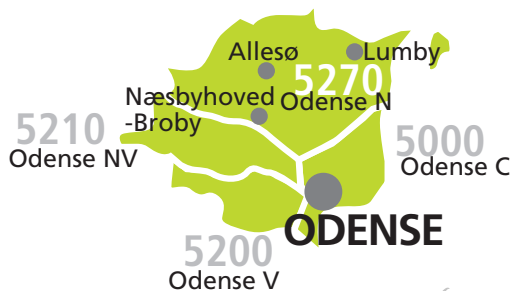 Allesø
Lumby
5270
Odense N
Næsbyhoved
-Broby
5210
Odense NV
5000
Odense C
ODENSE
5200
Odense V